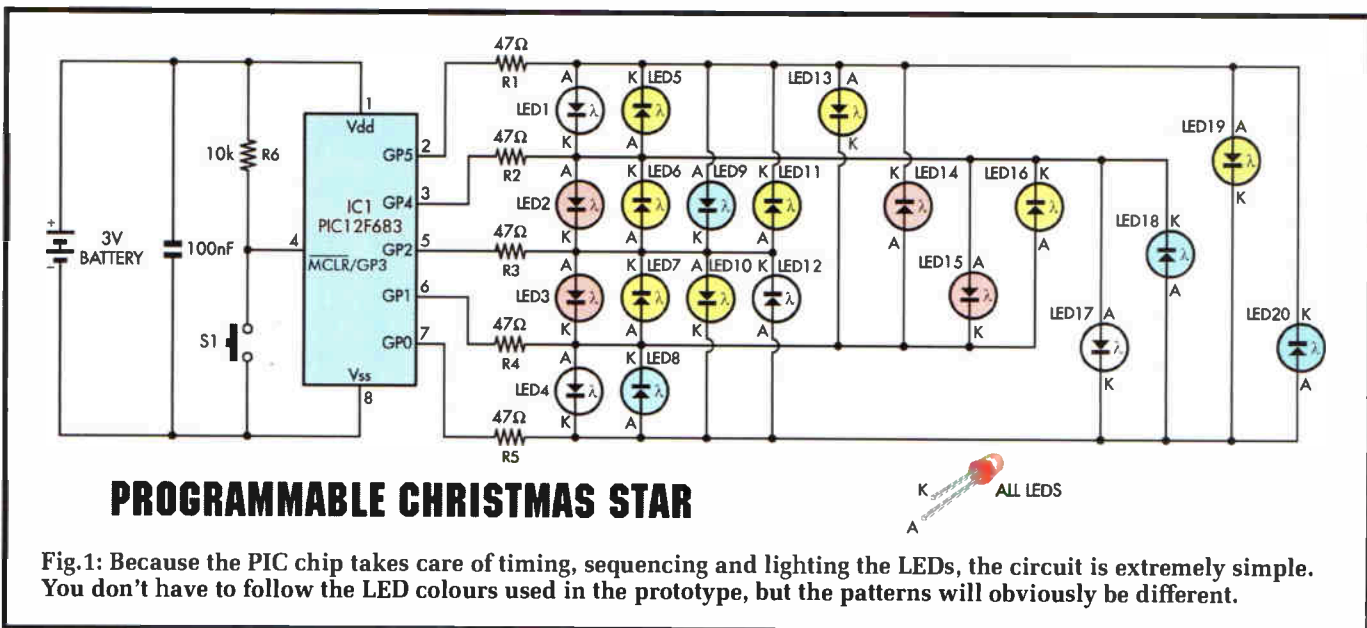 47Ω
R1
47Ω
R2
47Ω
R3
47Ω
R4
47Ω
R5
10k
R6
1
Vdd
GP5
2
GP4
3
IC1
PIC12F683
GP2
5
4
MCLR/GP3
GP1
6
GP0
7
Vss
8
+
3V
BATTERY
-
100nF
S1
A
LED1
λ
K
K
LED5
λ
A
LED13
A
λ
K
A
LED2
λ
K
K
LED6
λ
A
A
LED9
λ
K
K
LED11
λ
A
K
LED14
λ
A
LED16
K
λ
A
LED19
A
λ
K
LED18
K
λ
A
A
LED3
λ
K
K
LED7
λ
A
A
LED10
λ
K
K
LED12
λ
A
LED15
A
λ
K
LED17
A
λ
K
LED20
K
λ
A
A
LED4
λ
K
K
LED8
λ
A
PROGRAMMABLE CHRISTMAS STAR
K
A
ALL LEDS
Fig.1: Because the PIC chip takes care of timing, sequencing and lighting the LEDs, the circuit is extremely simple.
You don't have to follow the LED colours used in the prototype, but the patterns will obviously be different.